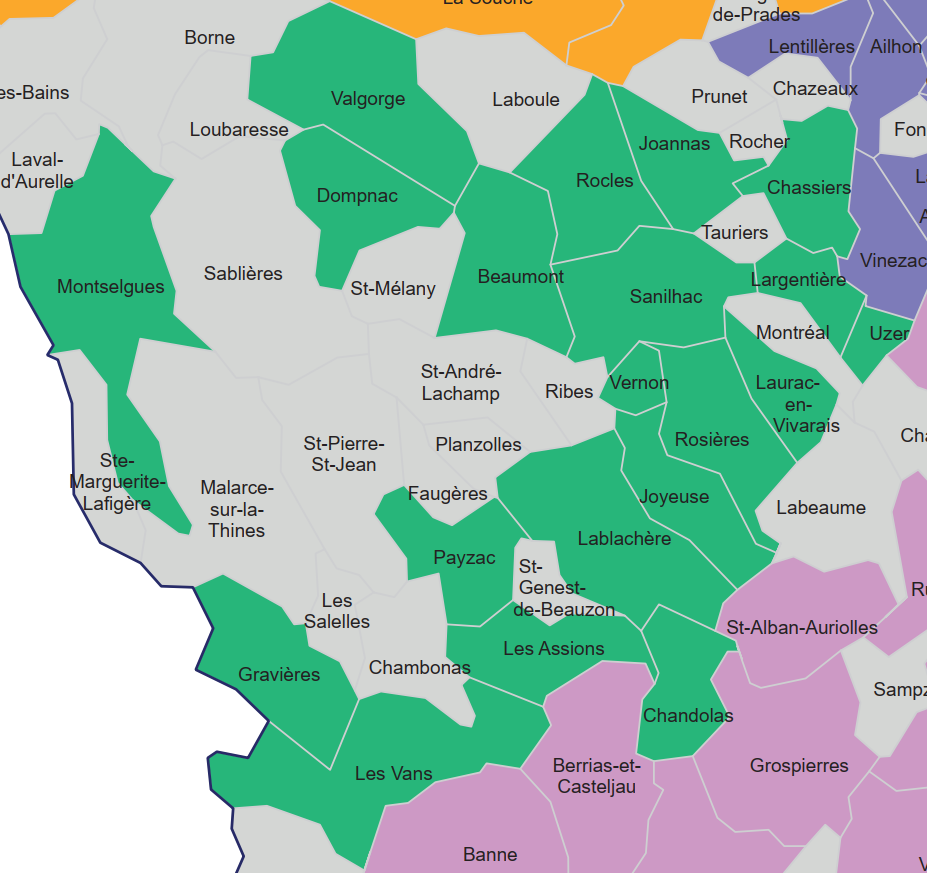 La Souche
de-Prades
Borne
Lentillères
Ailhon
es-Bains
Valgorge
Laboule
Prunet
Chazeaux
Loubaresse
Fon
Joannas
Rocher
Laval-
d'Aurelle
Dompnac
Rocles
Chassiers
Tauriers
Sablières
Montselgues
St-Mélany
Beaumont
Sanilhac
Largentière
Vinezac
Montréal
Uzer
St-André-
Lachamp
Ribes
Vernon
Laurac-
en-
Vivarais
St-Pierre-
St-Jean
Planzolles
Rosières
Cha
Ste-
Marguerite-
Lafigère
Malarce-
sur-la-
Thines
Faugères
Joyeuse
Labeaume
Lablachère
Payzac
St-
Genest-
de-Beauzon
Les
Salelles
Ru
St-Alban-Auriolles
Les Assions
Gravières
Chambonas
Sampz
Chandolas
Les Vans
Berrias-et-
Casteljau
Grospierres
Banne